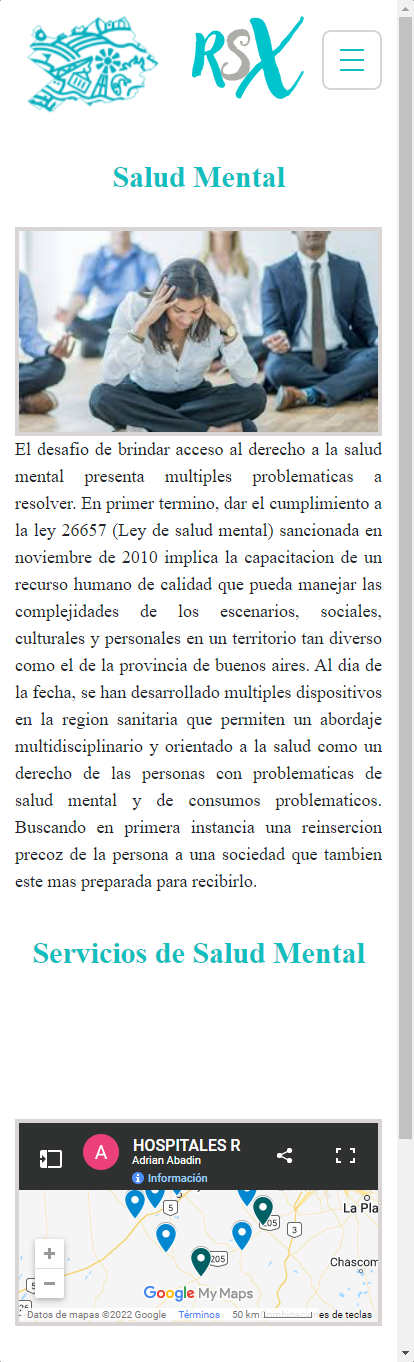 RSX
Salud Mental
El desafio de brindar acceso al derecho a la salud
mental presenta multiples problematicas a
resolver. En primer termino, dar el cumplimiento a
la ley 26657 (Ley de salud mental) sancionada en
noviembre de 2010 implica la capacitacion de un
recurso humano de calidad que pueda manejar las
complejidades de los escenarios, sociales,
culturales y personales en un territorio tan diverso
como el de la provincia de buenos aires. Al dia de
la fecha, se han desarrollado multiples dispositivos
en la region sanitaria que permiten un abordaje
multidisciplinario y orientado a la salud como un
derecho de las personas con problematicas de
salud mental y de consumos problematicos.
Buscando en primera instancia una reinsercion
precoz de la persona a una sociedad que tambien
este mas preparada para recibirlo.
Servicios de Salud Mental
A
HOSPITALES R
Adrian Abadin
Información
5
205
3
La Pla
205
Chascom
5
Google My Maps
Datos de mapas ©2022 Google Términos 50 km es de teclas